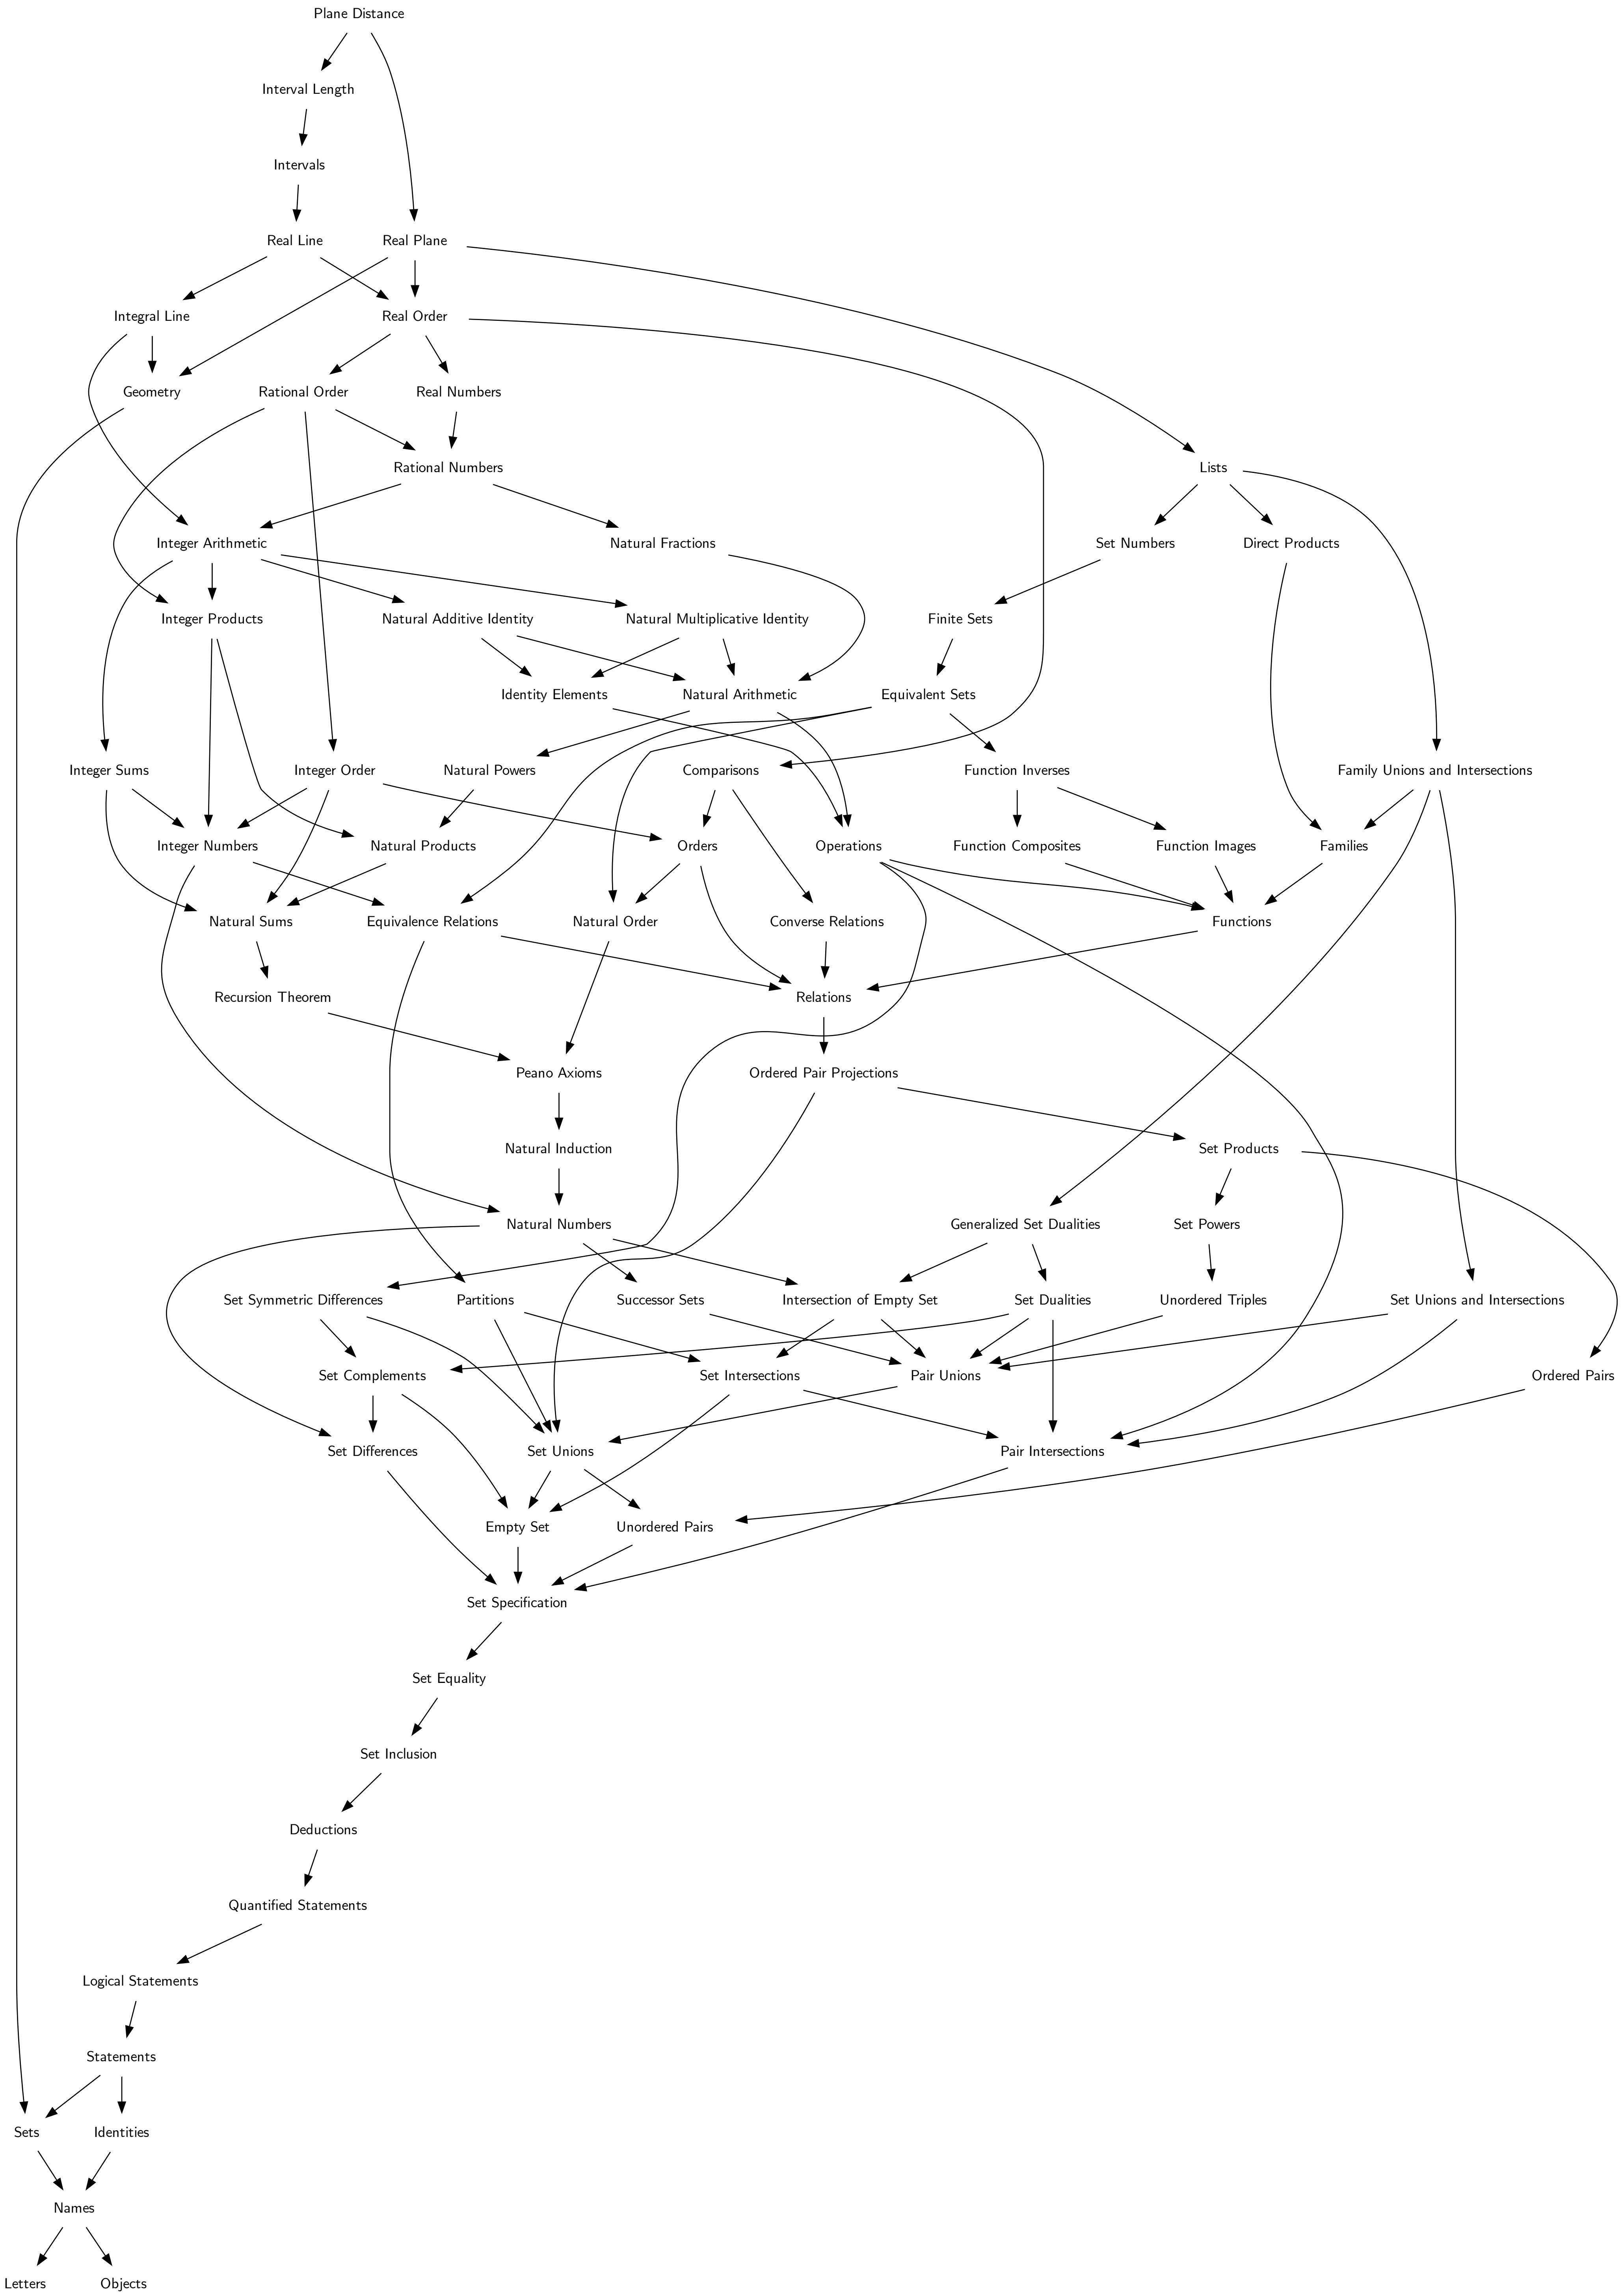 Plane Distance
Interval Length
Intervals
Real Line
Real Plane
Integral Line
Real Order
Geometry
Rational Order
Real Numbers
Rational Numbers
Lists
Integer Arithmetic
Natural Fractions
Set Numbers
Direct Products
Integer Products
Natural Additive Identity
Natural Multiplicative Identity
Finite Sets
Identity Elements
Natural Arithmetic
Equivalent Sets
Integer Sums
Integer Order
Natural Powers
Comparisons
Function Inverses
Family Unions and Intersections
Integer Numbers
Natural Products
Orders
Operations
Function Composites
Function Images
Families
Natural Sums
Equivalence Relations
Natural Order
Converse Relations
Functions
Recursion Theorem
Relations
Peano Axioms
Ordered Pair Projections
Natural Induction
Set Products
Natural Numbers
Generalized Set Dualities
Set Powers
Set Symmetric Differences
Partitions
Successor Sets
Intersection of Empty Set
Set Dualities
Unordered Triples
Set Unions and Intersections
Set Complements
Set Intersections
Pair Unions
Ordered Pairs
Set Differences
Set Unions
Pair Intersections
Empty Set
Unordered Pairs
Set Specification
Set Equality
Set Inclusion
Deductions
Quantified Statements
Logical Statements
Statements
Sets
Identities
Names
Letters
Objects